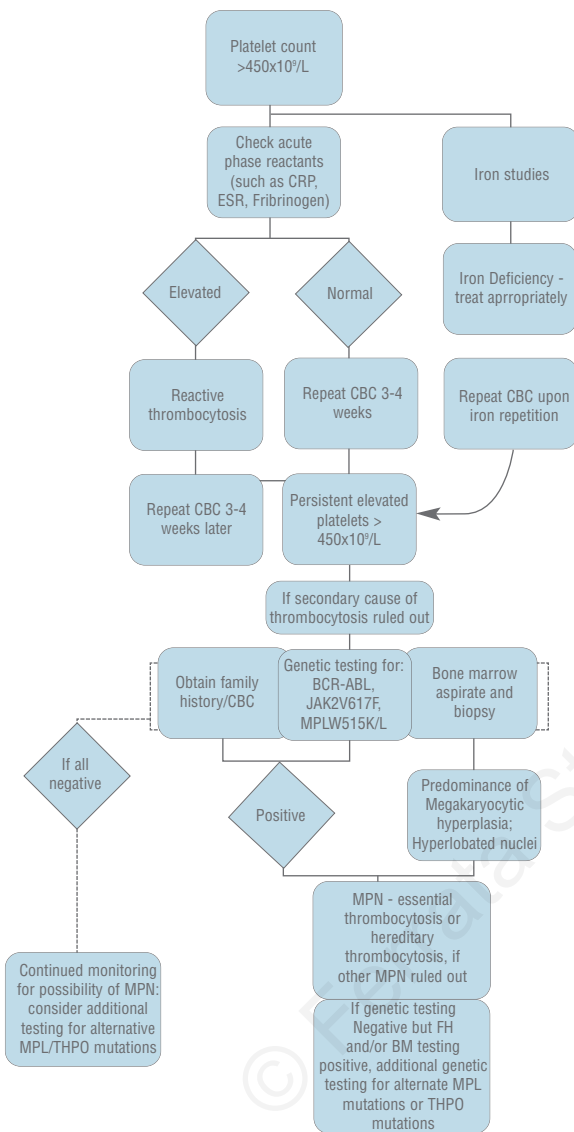 Platelet count
>450x10⁹/L
Check acute
phase reactants
(such as CRP,
ESR, Fribrinogen)
Iron studies
Elevated
Normal
Iron Deficiency -
treat aprropriately
Reactive
thrombocytosis
Repeat CBC 3-4
weeks
Repeat CBC upon
iron repetition
Repeat CBC 3-4
weeks later
Persistent elevated
platelets >
450x10⁹/L
If secondary cause of
thrombocytosis ruled out
Obtain family
history/CBC
Genetic testing for:
BCR-ABL,
JAK2V617F,
MPLW515K/L
Bone marrow
aspirate and
biopsy
If all
negative
Positive
Predominance of
Megakaryocytic
hyperplasia;
Hyperlobated nuclei
MPN - essential
thrombocytosis or
hereditary
thrombocytosis, if
other MPN ruled out
Continued monitoring
for possibility of MPN:
consider additional
testing for alternative
MPL/THPO mutations
If genetic testing
Negative but FH
and/or BM testing
positive, additional genetic
testing for alternate MPL
mutations or THPO
mutations
© Ferrata St